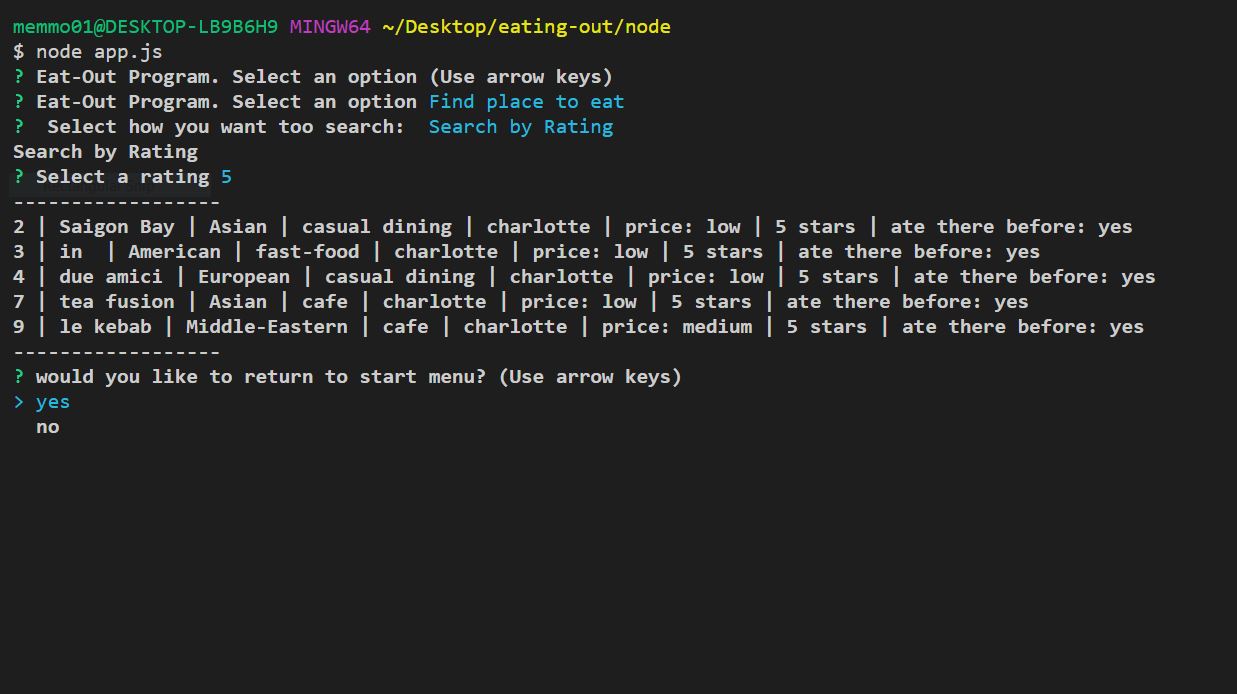 memmo01@DESKTOP-LB9B6H9 MINGW64 ~/Desktop/eating-out/node
$ node app.js
? Eat-Out Program. Select an option (Use arrow keys)
? Eat-Out Program. Select an option Find place to eat
?  Select how you want too search:  Search by Rating
Search by Rating
? Select a rating 5
------------------
2 | Saigon Bay | Asian | casual dining | charlotte | price: low | 5 stars | ate there before: yes
3 | in  | American | fast-food | charlotte | price: low | 5 stars | ate there before: yes
4 | due amici | European | casual dining | charlotte | price: low | 5 stars | ate there before: yes
7 | tea fusion | Asian | cafe | charlotte | price: low | 5 stars | ate there before: yes
9 | le kebab | Middle-Eastern | cafe | charlotte | price: medium | 5 stars | ate there before: yes
------------------
? would you like to return to start menu? (Use arrow keys)
> yes
  no